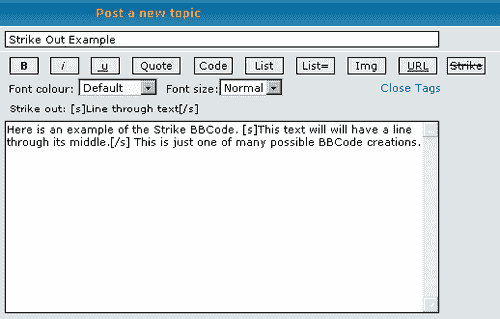 Post a new topic
Strike Out Example
B i u Quote Code List List= Img URL Strike
Font colour: Default Font size: Normal Close Tags
Strike out: [s]Line through text[/s]
Here is an example of the Strike BBCode. [s]This text will will have a line
through its middle.[/s] This is just one of many possible BBCode creations.